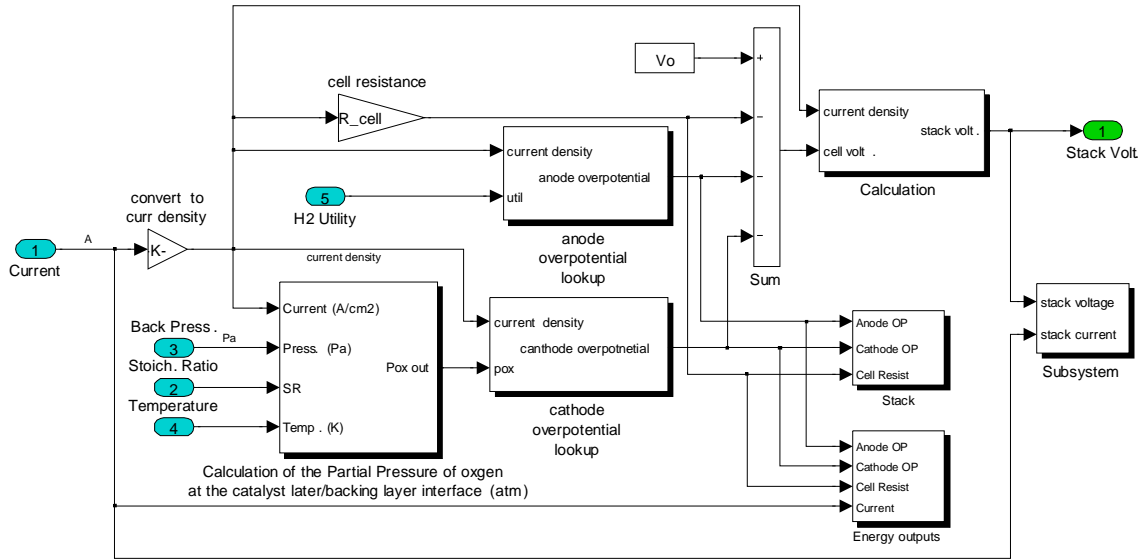 cell resistance
R_cell
Vo
+
−
−
−
Sum
current density
anode overpotential
util
anode
overpotential
lookup
5
H2 Utility
convert to
curr density
K-
1
Current
A
current density
current density
cell volt .
stack volt .
Calculation
1
Stack Volt.
Back Press .
3
Pa
Stoich. Ratio
2
Temperature
4
Current (A/cm2)
Press. (Pa)
SR
Temp . (K)
Pox out
Calculation of the Partial Pressure of oxgen
at the catalyst later/backing layer interface (atm)
current density
canthode overpotnetial
pox
cathode
overpotential
lookup
Anode OP
Cathode OP
Cell Resist
Stack
Anode OP
Cathode OP
Cell Resist
Current
Energy outputs
stack voltage
stack current
Subsystem